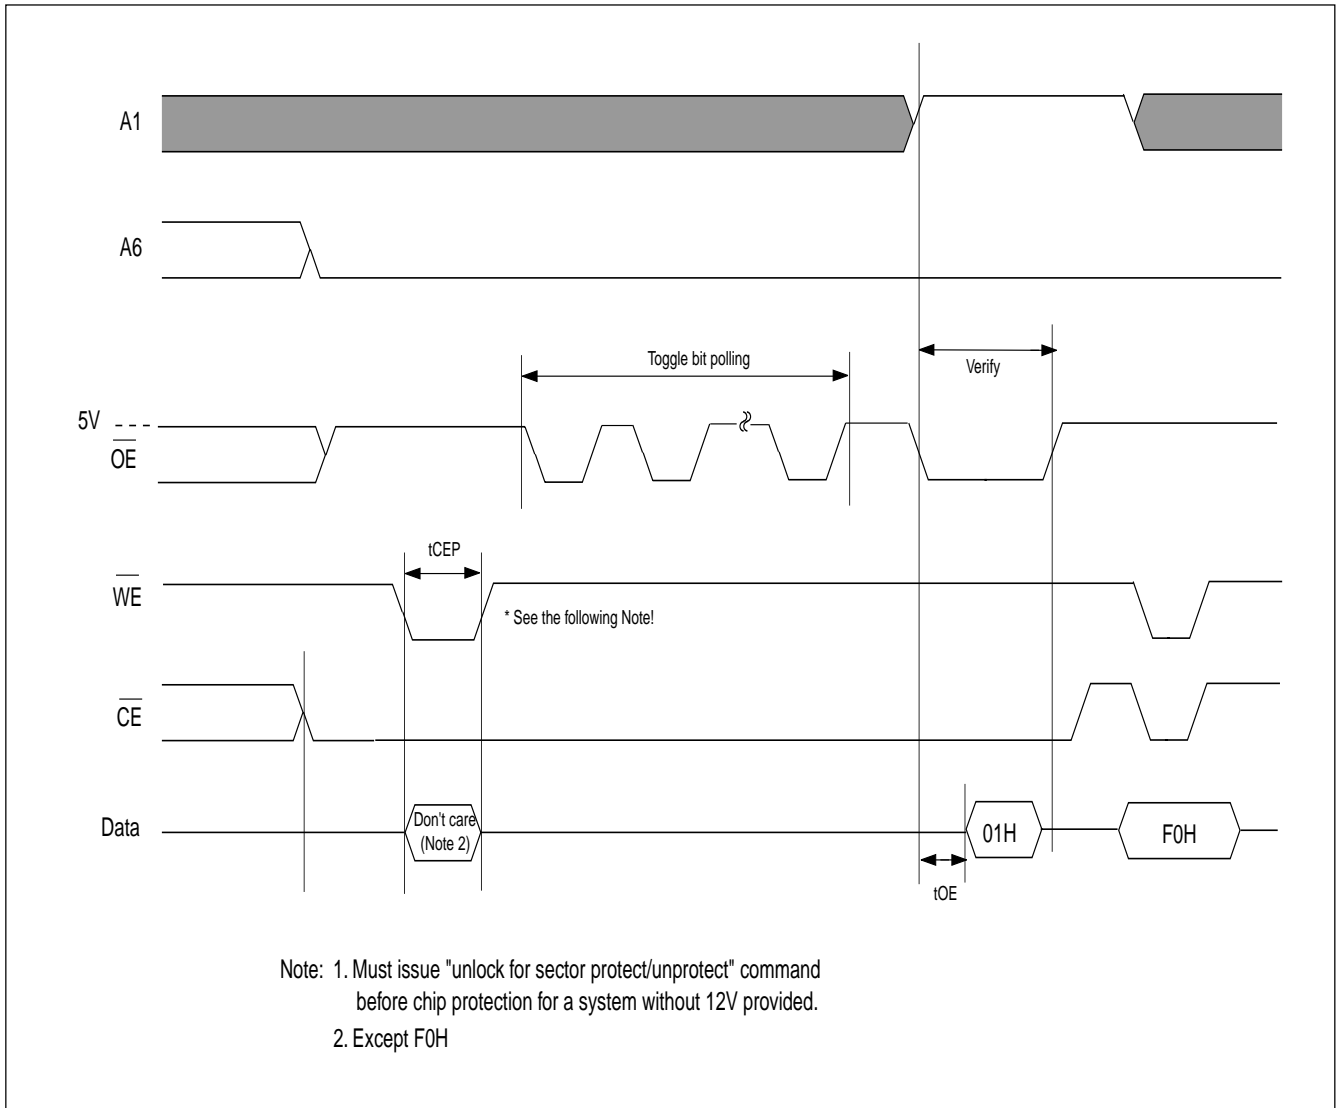 A1
A6
Toggle bit polling
Verify
5V
OE
tCEP
WE
* See the following Note!
CE
Data
Don't care
(Note 2)
01H
F0H
tOE
Note: 1. Must issue "unlock for sector protect/unprotect" command
before chip protection for a system without 12V provided.
2. Except F0H